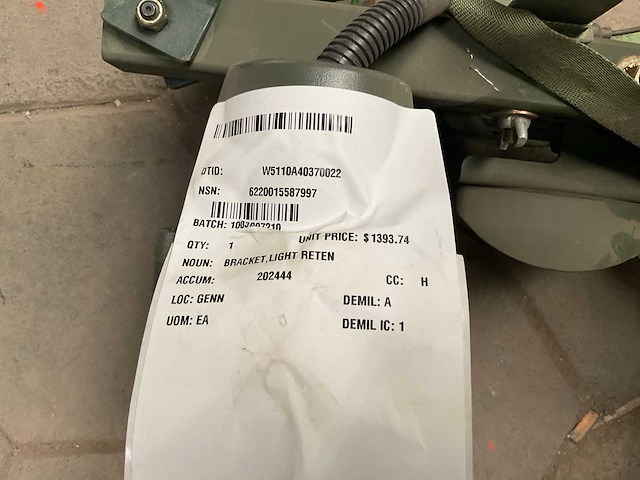 DTID: W5110A40370022
NSN: 6220015587997
BATCH:
QTY: 1 UNIT PRICE: $1393.74
NOUN: BRACKET,LIGHT RETEN
ACCUM: 202444 CC: H
LOC: GENN DEMIL: A
UOM: EA DEMIL IC: 1